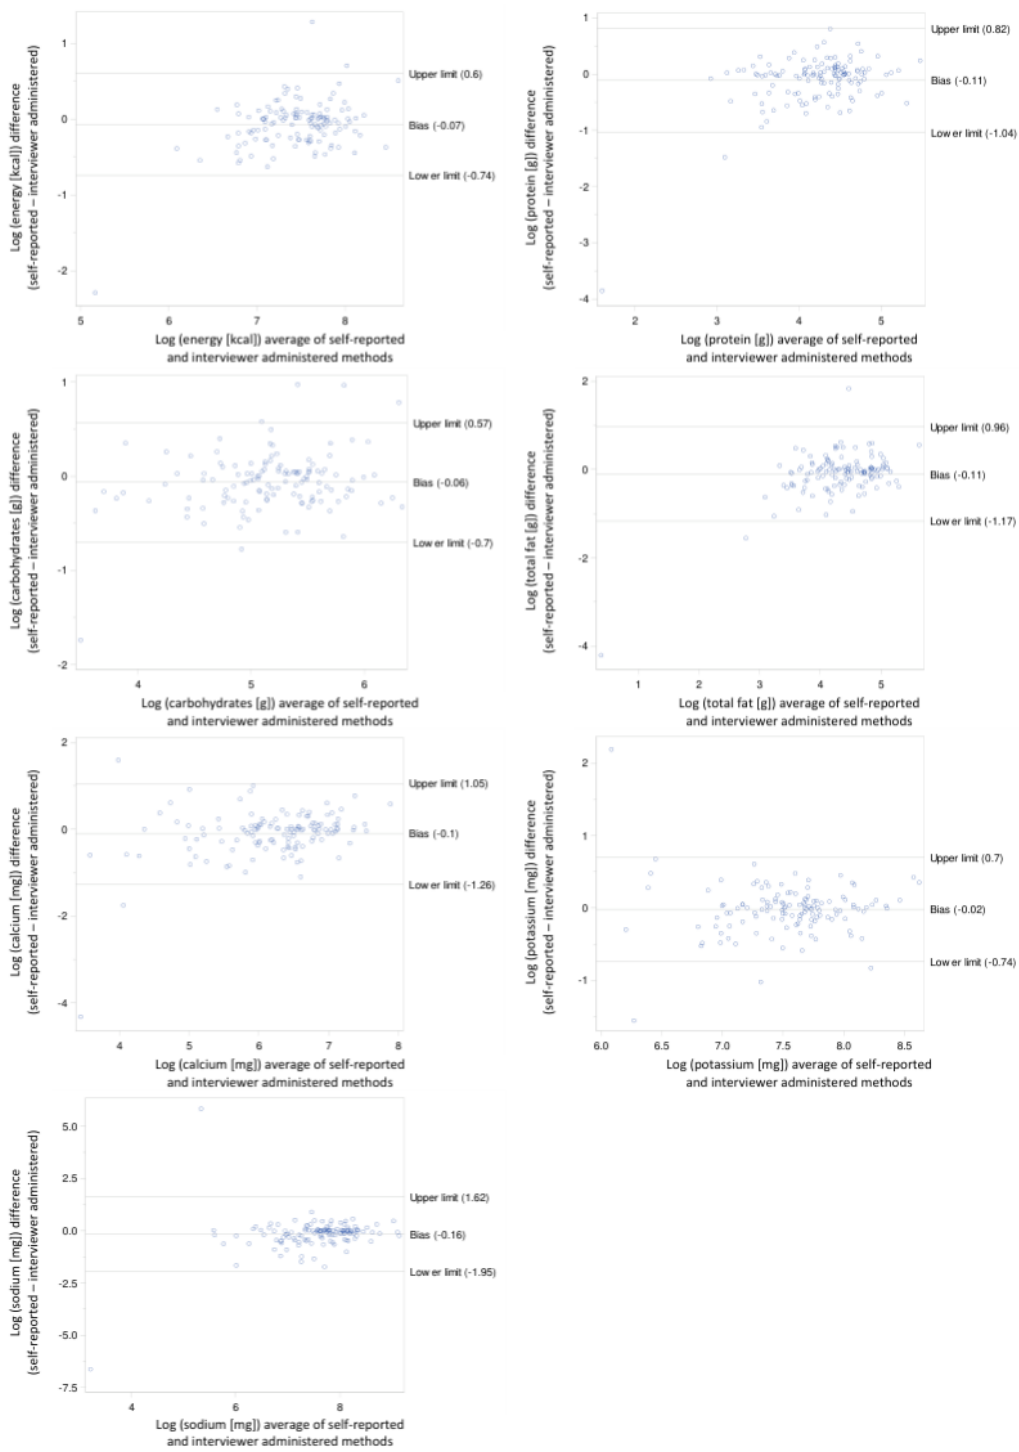 Log (energy [kcal]) difference
(self-reported – interviewer administered)
1
0
-1
-2
Upper limit (0.6)
Bias (-0.07)
Lower limit (-0.74)
5 6 7 8
Log (energy [kcal]) average of self-reported
and interviewer administered methods
Log (protein [g]) difference
(self-reported – interviewer administered)
1
0
-1
-2
-3
-4
Upper limit (0.82)
Bias (-0.11)
Lower limit (-1.04)
2 3 4 5
Log (protein [g]) average of self-reported
and interviewer administered methods
Log (carbohydrates [g]) difference
(self-reported – interviewer administered)
1
0
-1
-2
Upper limit (0.57)
Bias (-0.06)
Lower limit (-0.7)
4 5 6
Log (carbohydrates [g]) average of self-reported
and interviewer administered methods
Log (total fat [g]) difference
(self-reported – interviewer administered)
2
0
-2
-4
Upper limit (0.96)
Bias (-0.11)
Lower limit (-1.17)
1 2 3 4 5
Log (total fat [g]) average of self-reported
and interviewer administered methods
Log (calcium [mg]) difference
(self-reported – interviewer administered)
2
0
-2
-4
Upper limit (1.05)
Bias (-0.1)
Lower limit (-1.26)
4 5 6 7 8
Log (calcium [mg]) average of self-reported
and interviewer administered methods
Log (potassium [mg]) difference
(self-reported – interviewer administered)
2
1
0
-1
Upper limit (0.7)
Bias (-0.02)
Lower limit (-0.74)
6.0 6.5 7.0 7.5 8.0 8.5
Log (potassium [mg]) average of self-reported
and interviewer administered methods
Log (sodium [mg]) difference
(self-reported – interviewer administered)
5.0
2.5
0.0
-2.5
-5.0
-7.5
Upper limit (1.62)
Bias (-0.16)
Lower limit (-1.95)
4 6 8
Log (sodium [mg]) average of self-reported
and interviewer administered methods